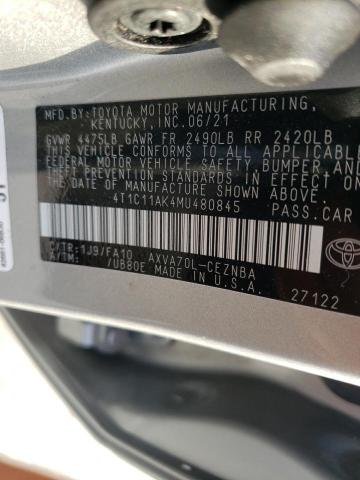 MFD. BY: TOYOTA MOTOR MANUFACTURING,
KENTUCKY, INC. 06/21
GVWR 4475LB GAWR FR 2490LB RR 2420LB
THIS VEHICLE CONFORMS TO ALL APPLICABLE
FEDERAL MOTOR VEHICLE SAFETY, BUMPER AND
THEFT PREVENTION STANDARDS IN EFFECT ON
THE DATE OF MANUFACTURE SHOWN ABOVE.
4T1C11AK4MU480845 PASS.CAR
C/TR: 1J9/FA10 AXVA70L-CEZNBA
A/TM: /UB80E MADE IN U.S.A.
27122